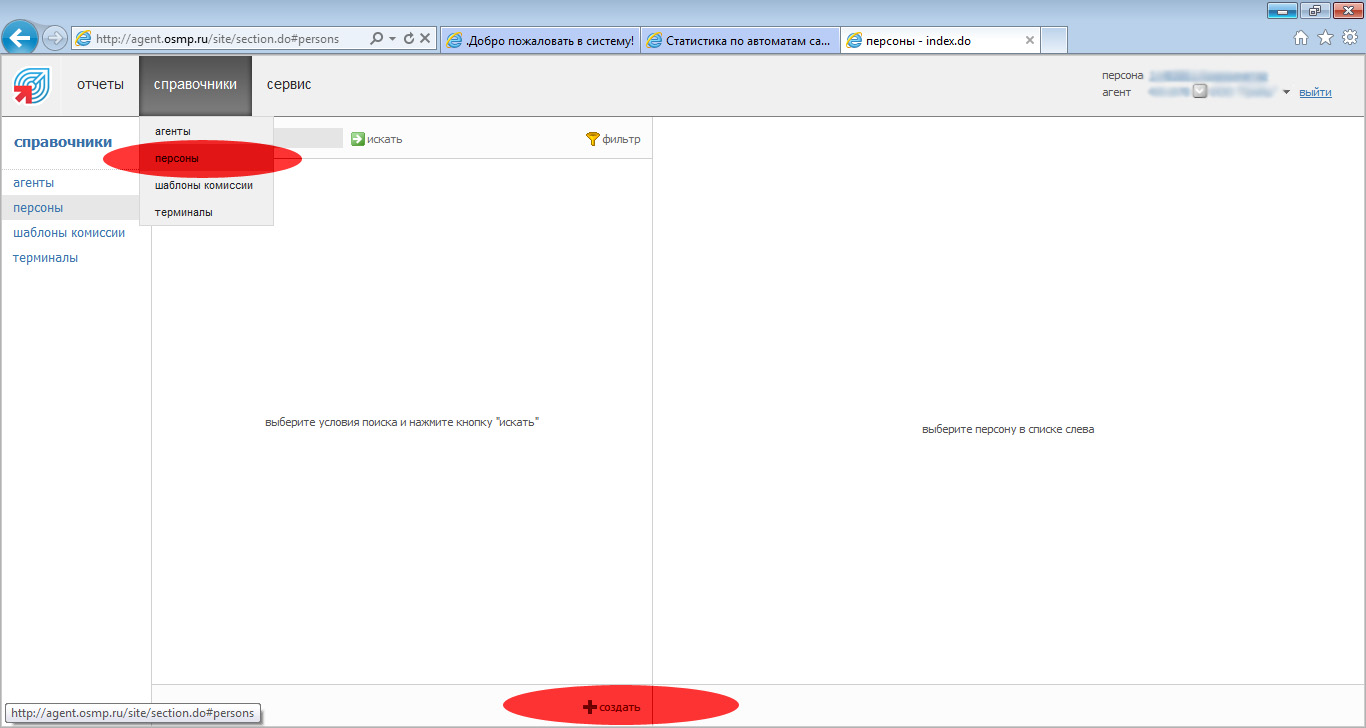 http://agent.osmp.ru/site/section.do#persons
.Добро пожаловать в систему!
Статистика по автоматам са...
персоны - index.do
отчеты
справочники
сервис
персона
агент
выйти
справочники
агенты
персоны
шаблоны комиссии
терминалы
агенты
персоны
шаблоны комиссии
терминалы
искать
фильтр
выберите условия поиска и нажмите кнопку "искать"
выберите персону в списке слева
создать
http://agent.osmp.ru/site/section.do#persons